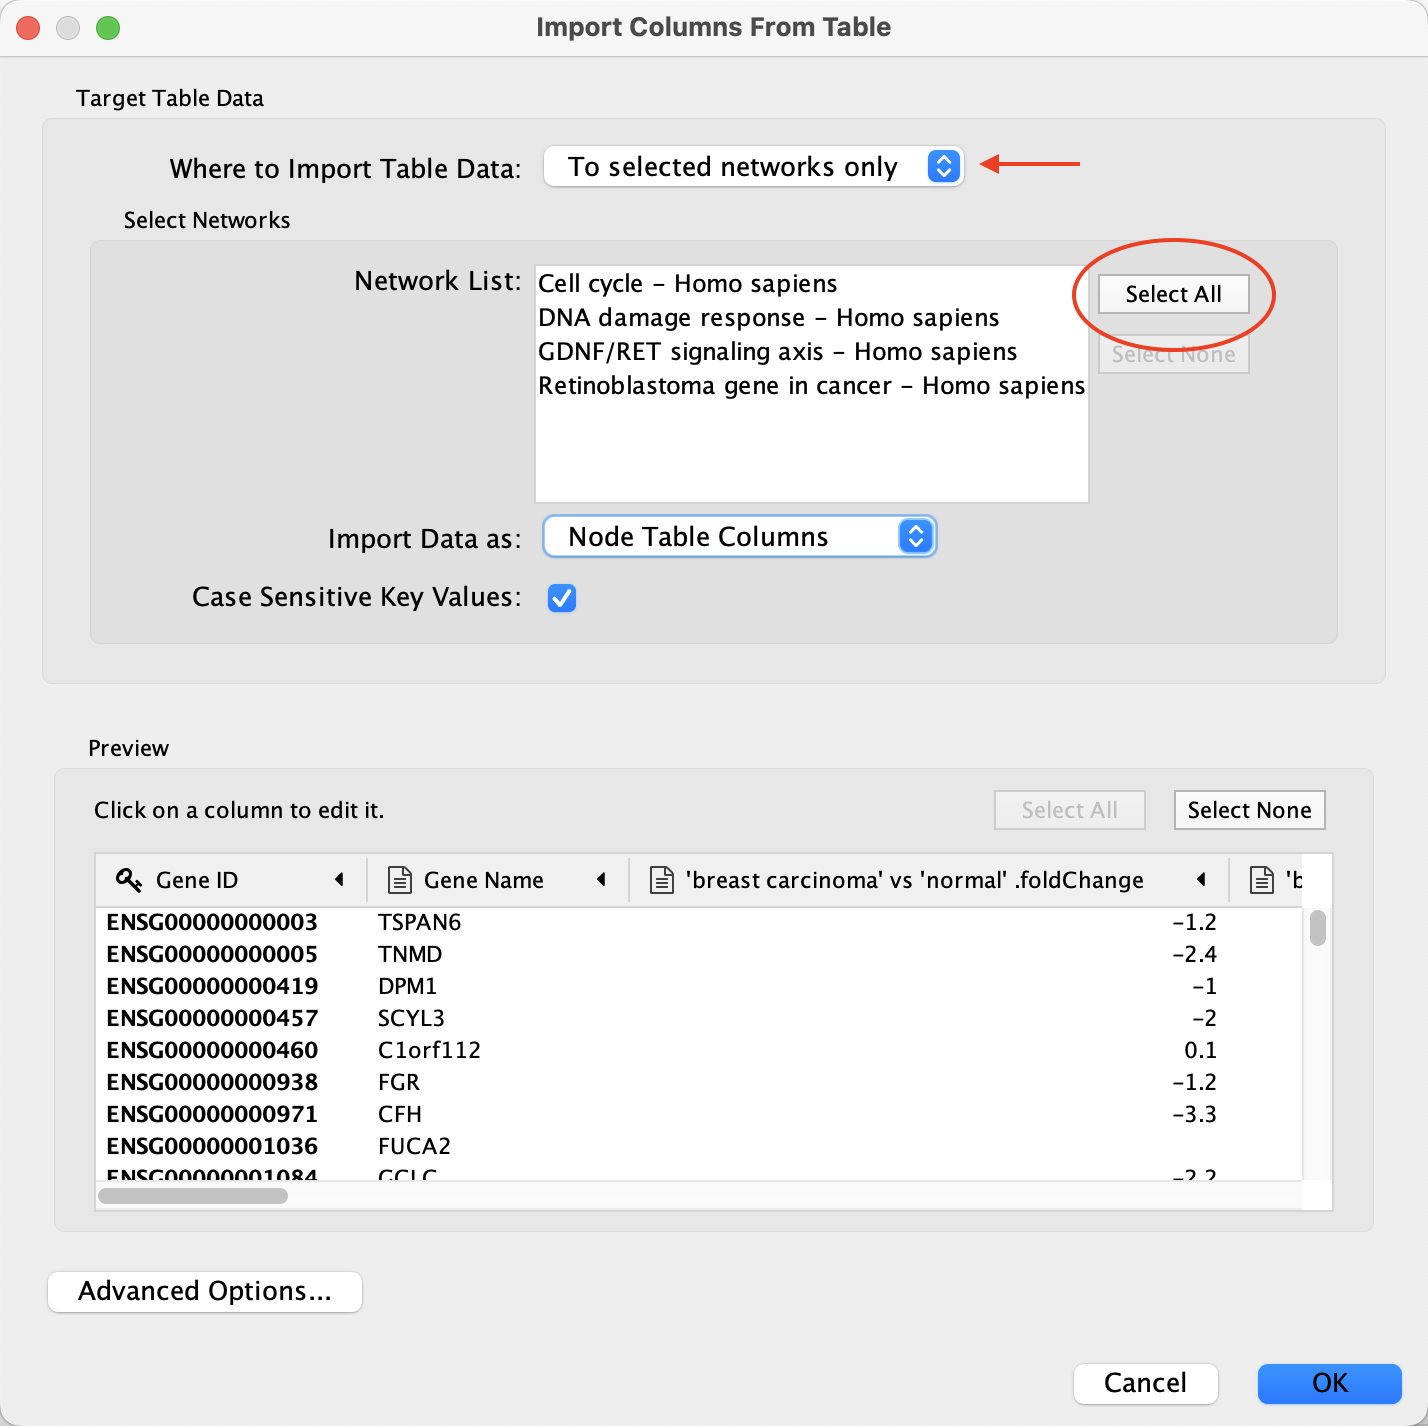 Import Columns From Table
Target Table Data
Where to Import Table Data: To selected networks only
Select Networks
Network List:
Cell cycle – Homo sapiens
Select All
DNA damage response – Homo sapiens
GDNF/RET signaling axis – Homo sapiens
Select None
Retinoblastoma gene in cancer – Homo sapiens
Import Data as: Node Table Columns
Case Sensitive Key Values:
Preview
Click on a column to edit it. Select All Select None
Gene ID Gene Name 'breast carcinoma' vs 'normal' .foldChange 'b
ENSG00000000003 TSPAN6 −1.2
ENSG00000000005 TNMD −2.4
ENSG00000000419 DPM1 −1
ENSG00000000457 SCYL3 −2
ENSG00000000460 C1orf112 0.1
ENSG00000000938 FGR −1.2
ENSG00000000971 CFH −3.3
ENSG00000001036 FUCA2
ENSG00000001084 GCLC −2.2
Advanced Options...
Cancel OK